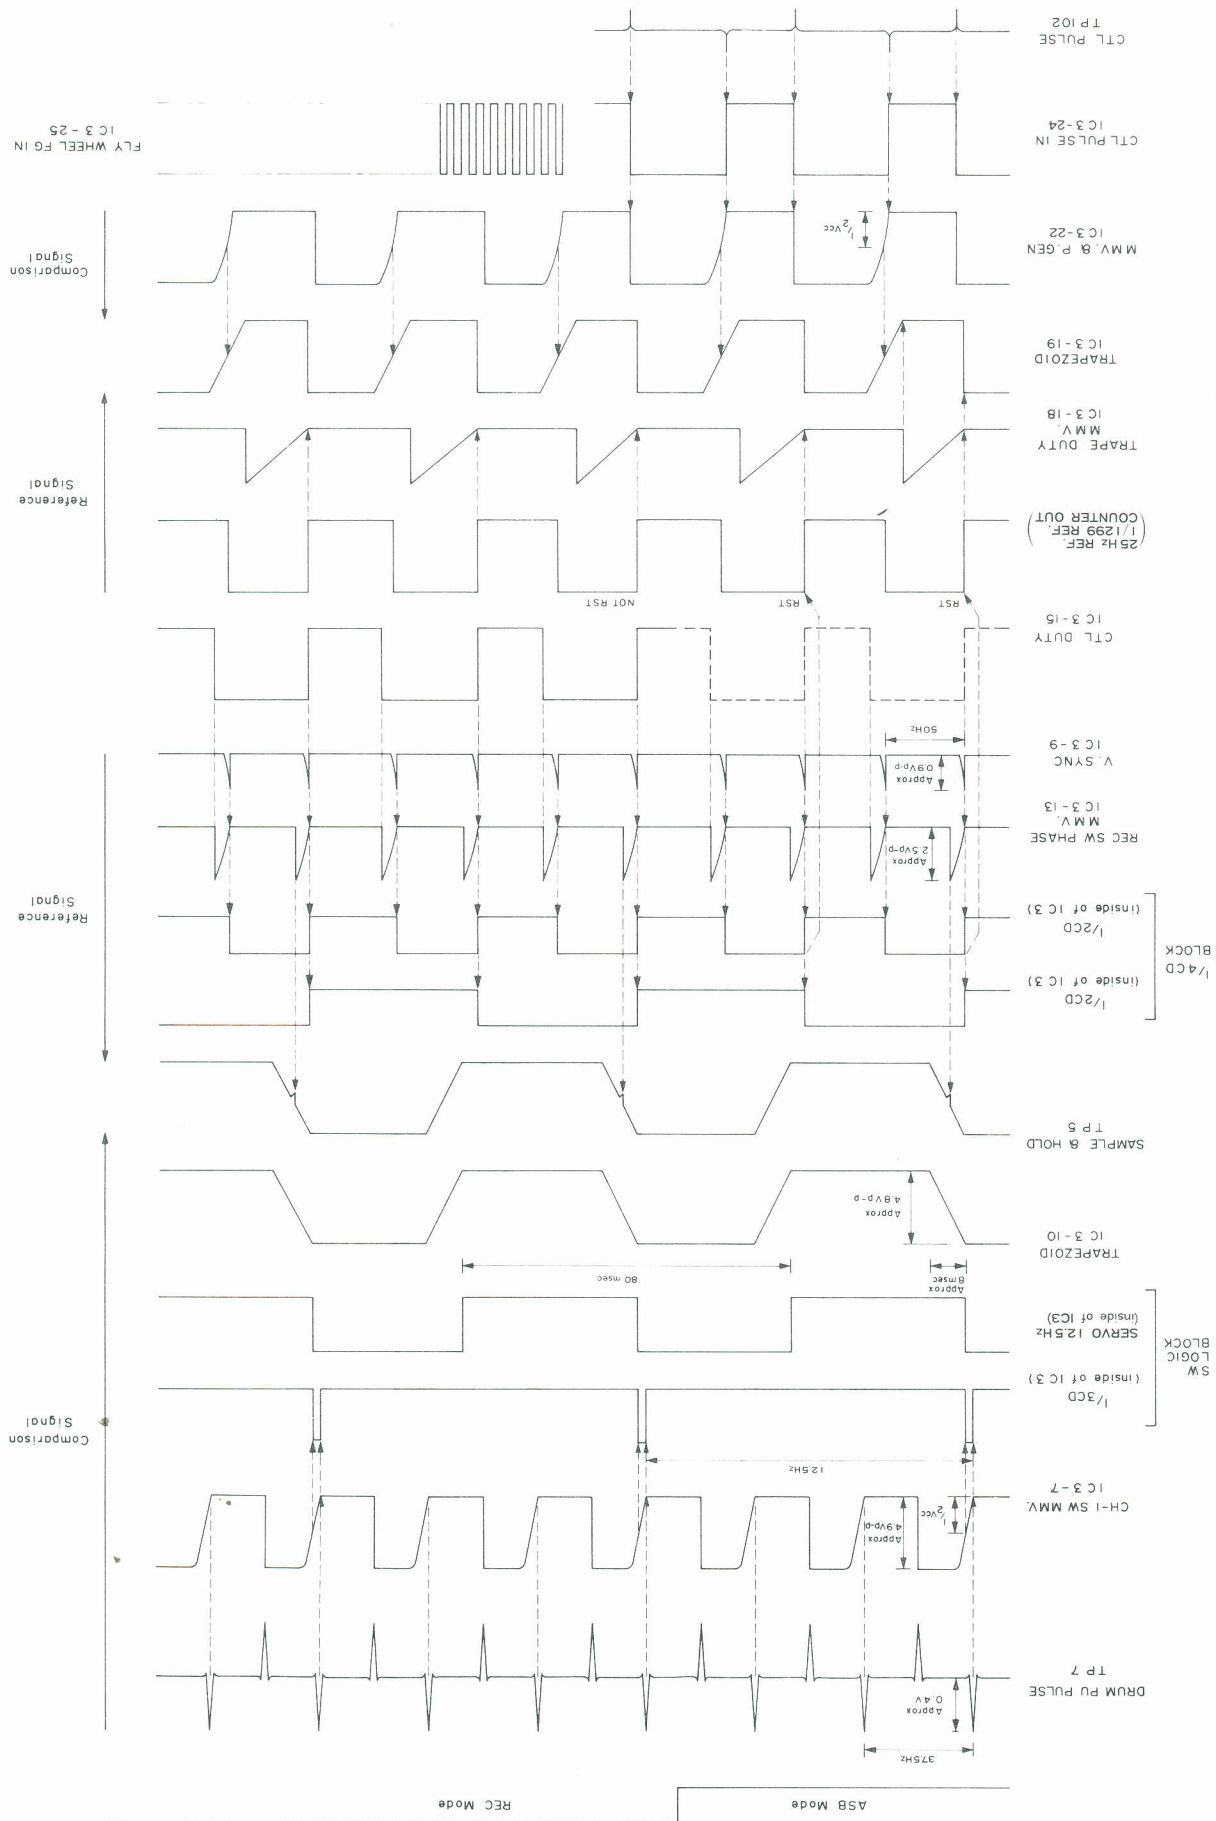 ASB Mode
REC Mode
37.5Hz
DRUM PU PULSE
TP 7
Approx
0.4V
CH-1 SW MMV.
IC 3-7
1/2Vcc
Approx
4.9Vp-p
12.5Hz
Comparison
Signal
SW
LOGIC
BLOCK
1/3CD
(inside of IC 3)
SERVO 12.5Hz
(inside of IC3)
TRAPEZOID
IC 3-10
Approx
8msec
80 msec
Approx
4.8Vp-p
SAMPLE & HOLD
TP 5
1/4CD
BLOCK
1/2CD
(inside of IC 3)
1/2CD
(inside of IC 3)
Reference
Signal
REC SW PHASE
MMV.
IC 3-13
Approx
2.5Vp-p
V. SYNC
IC 3-9
Approx
0.9Vp-p
50Hz
CTL DUTY
IC 3-15
RST
RST
NOT RST
25Hz REF.
1/1299 REF.
COUNTER OUT
TRAPE DUTY
MMV.
IC 3-18
Reference
Signal
TRAPEZOID
IC 3-19
MMV. & P.GEN
IC 3-22
1/2Vcc
Comparison
Signal
CTL PULSE IN
IC 3-24
FLY WHEEL FG IN
IC 3-25
CTL PULSE
TP 102